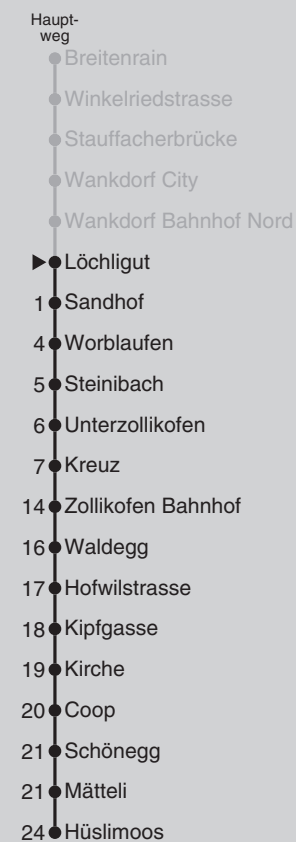 Haupt-
weg
Breitenrain
Winkelriedstrasse
Stauffacherbrücke
Wankdorf City
Wankdorf Bahnhof Nord
Löchligut
1 Sandhof
4 Worblaufen
5 Steinibach
6 Unterzollikofen
7 Kreuz
14 Zollikofen Bahnhof
16 Waldegg
17 Hofwilstrasse
18 Kipfgasse
19 Kirche
20 Coop
21 Schönegg
21 Mätteli
24 Hüslimoos